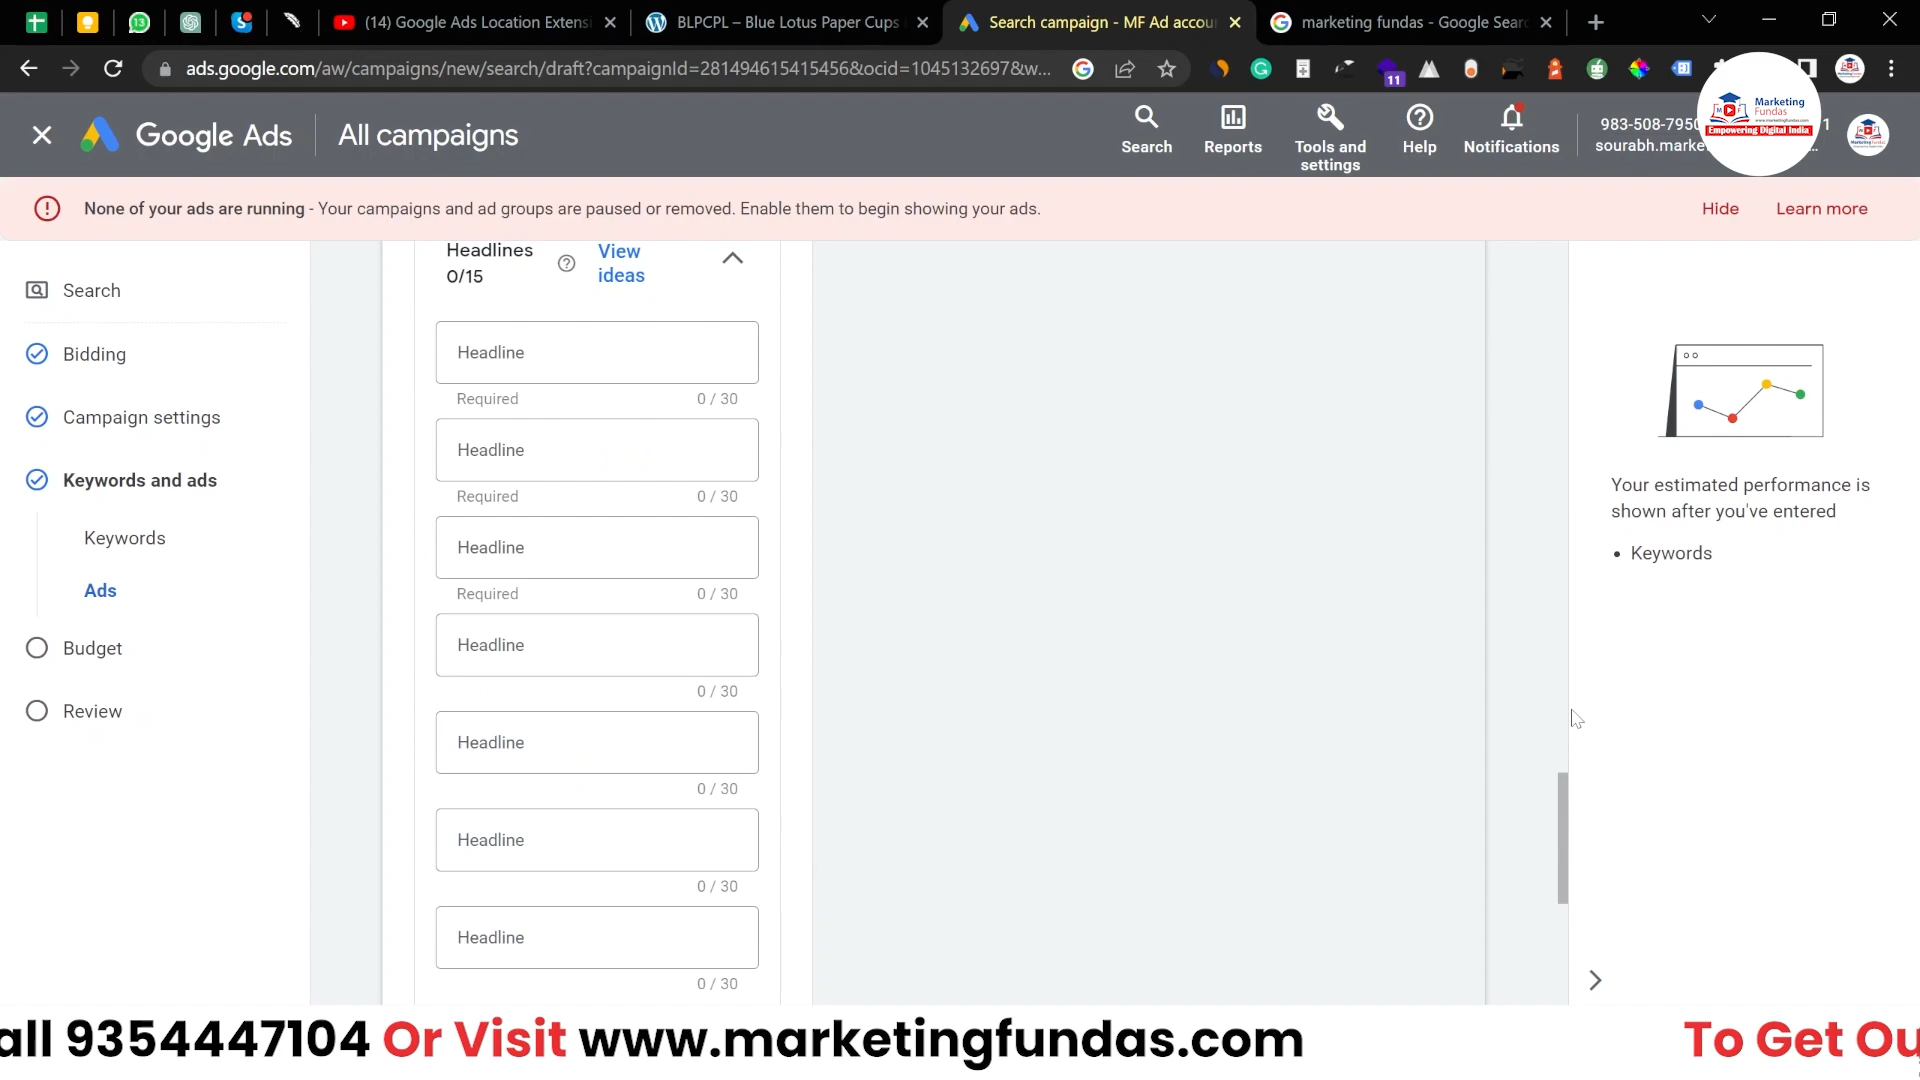 (14) Google Ads Location Extensi
BLPCPL – Blue Lotus Paper Cups
Search campaign - MF Ad accou
marketing fundas - Google Searc
ads.google.com/aw/campaigns/new/search/draft?campaignId=281494615415456&ocid=1045132697&w...
11
13
Google Ads
All campaigns
Search
Reports
Tools and
settings
Help
Notifications
983-508-7950
1
sourabh.marke
...
Marketing
Fundas
www.marketingfundas.com
Empowering Digital India
None of your ads are running - Your campaigns and ad groups are paused or removed. Enable them to begin showing your ads.
Hide
Learn more
Search
Bidding
Campaign settings
Keywords and ads
Keywords
Ads
Budget
Review
Headlines
0/15
View
ideas
Headline
Required
0 / 30
Headline
Required
0 / 30
Headline
Required
0 / 30
Headline
0 / 30
Headline
0 / 30
Headline
0 / 30
Headline
0 / 30
Your estimated performance is
shown after you've entered
• Keywords
all 9354447104 Or Visit www.marketingfundas.com
To Get Ou